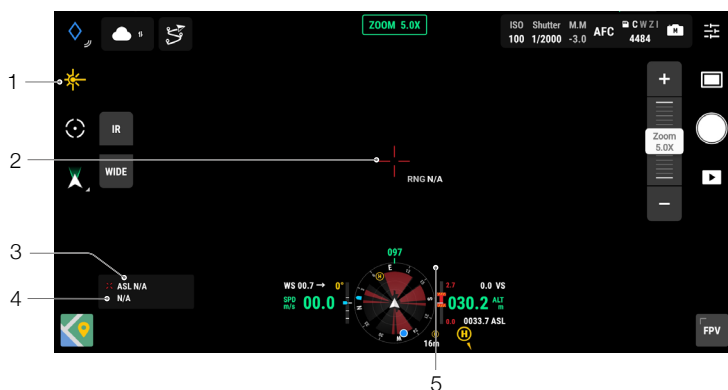 ZOOM 5.0X
ISO Shutter M.M AFC C W Z I M
100 1/2000 -3.0 4484
1
+
IR
Zoom
5.0X
2
WIDE
RNG N/A
−
3
097
E
ASL N/A
WS 00.7 → 0°
2.7 0.0 VS
4
N/A
SPD
m/s 00.0
N S
030.2 ALT
m
0.0 0033.7 ASL
W
16m
H
FPV
5